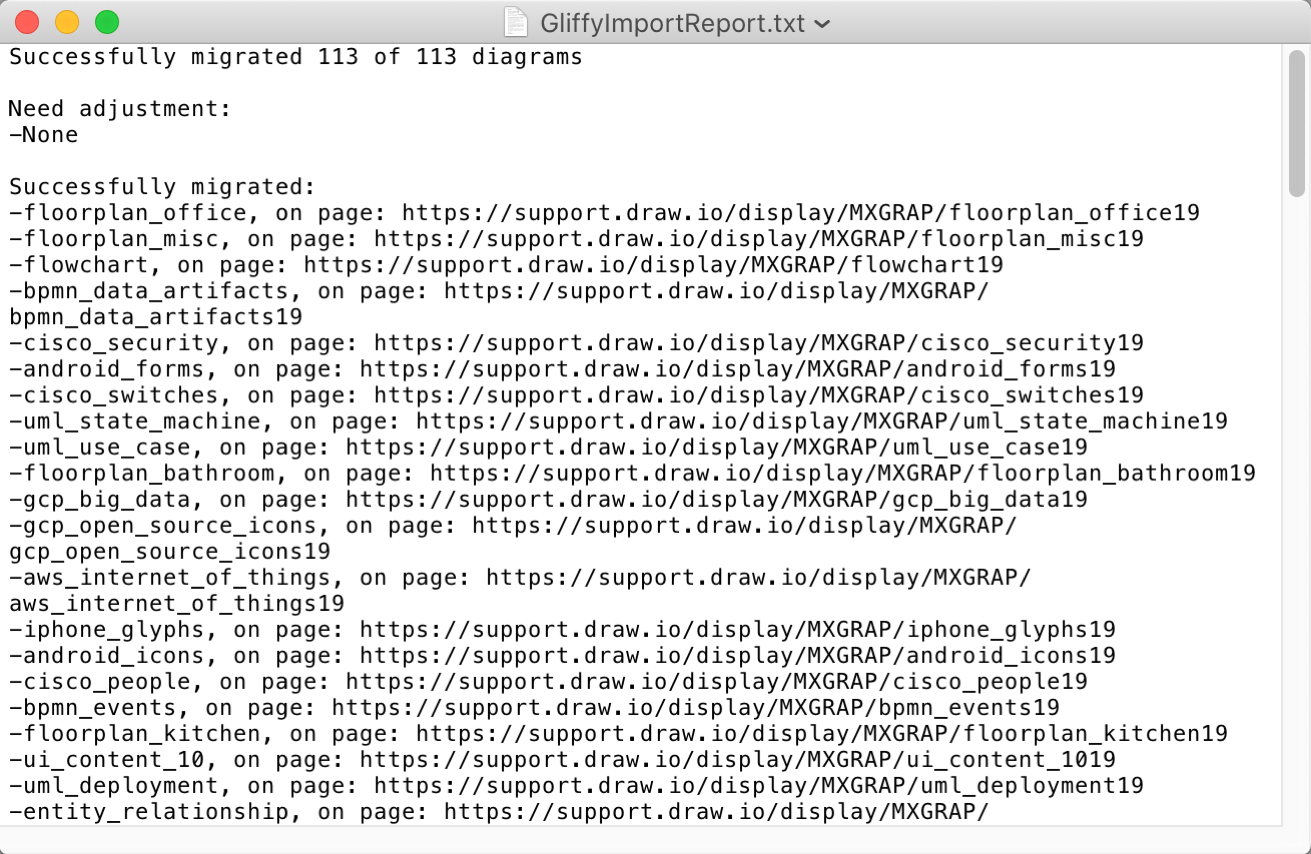 GliffyImportReport.txt
Successfully migrated 113 of 113 diagrams
Need adjustment:
-None
Successfully migrated:
-floorplan_office, on page: https://support.draw.io/display/MXGRAP/floorplan_office19
-floorplan_misc, on page: https://support.draw.io/display/MXGRAP/floorplan_misc19
-flowchart, on page: https://support.draw.io/display/MXGRAP/flowchart19
-bpmn_data_artifacts, on page: https://support.draw.io/display/MXGRAP/
bpmn_data_artifacts19
-cisco_security, on page: https://support.draw.io/display/MXGRAP/cisco_security19
-android_forms, on page: https://support.draw.io/display/MXGRAP/android_forms19
-cisco_switches, on page: https://support.draw.io/display/MXGRAP/cisco_switches19
-uml_state_machine, on page: https://support.draw.io/display/MXGRAP/uml_state_machine19
-uml_use_case, on page: https://support.draw.io/display/MXGRAP/uml_use_case19
-floorplan_bathroom, on page: https://support.draw.io/display/MXGRAP/floorplan_bathroom19
-gcp_big_data, on page: https://support.draw.io/display/MXGRAP/gcp_big_data19
-gcp_open_source_icons, on page: https://support.draw.io/display/MXGRAP/
gcp_open_source_icons19
-aws_internet_of_things, on page: https://support.draw.io/display/MXGRAP/
aws_internet_of_things19
-iphone_glyphs, on page: https://support.draw.io/display/MXGRAP/iphone_glyphs19
-android_icons, on page: https://support.draw.io/display/MXGRAP/android_icons19
-cisco_people, on page: https://support.draw.io/display/MXGRAP/cisco_people19
-bpmn_events, on page: https://support.draw.io/display/MXGRAP/bpmn_events19
-floorplan_kitchen, on page: https://support.draw.io/display/MXGRAP/floorplan_kitchen19
-ui_content_10, on page: https://support.draw.io/display/MXGRAP/ui_content_1019
-uml_deployment, on page: https://support.draw.io/display/MXGRAP/uml_deployment19
-entity_relationship, on page: https://support.draw.io/display/MXGRAP/